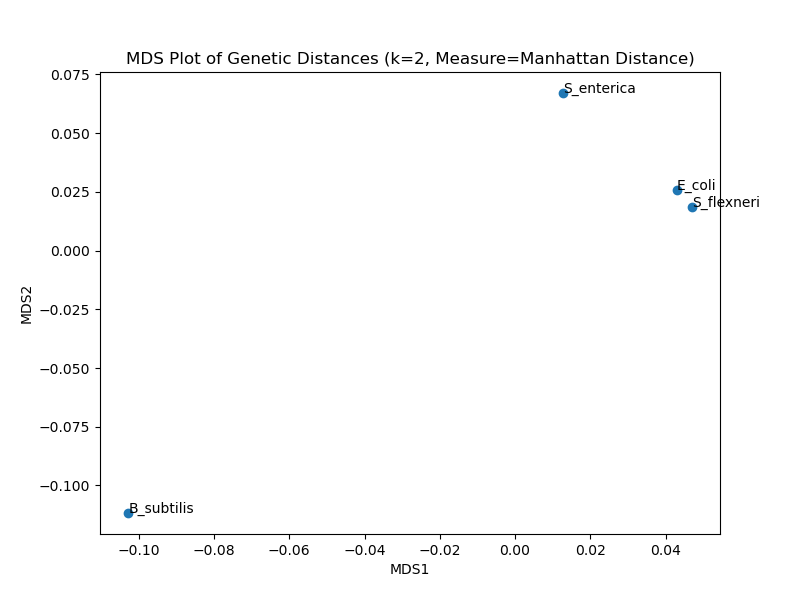 MDS Plot of Genetic Distances (k=2, Measure=Manhattan Distance)
0.075
0.050
0.025
0.000
−0.025
−0.050
−0.075
−0.100
MDS2
S_enterica
E_coli
S_flexneri
B_subtilis
−0.10
−0.08
−0.06
−0.04
−0.02
0.00
0.02
0.04
MDS1